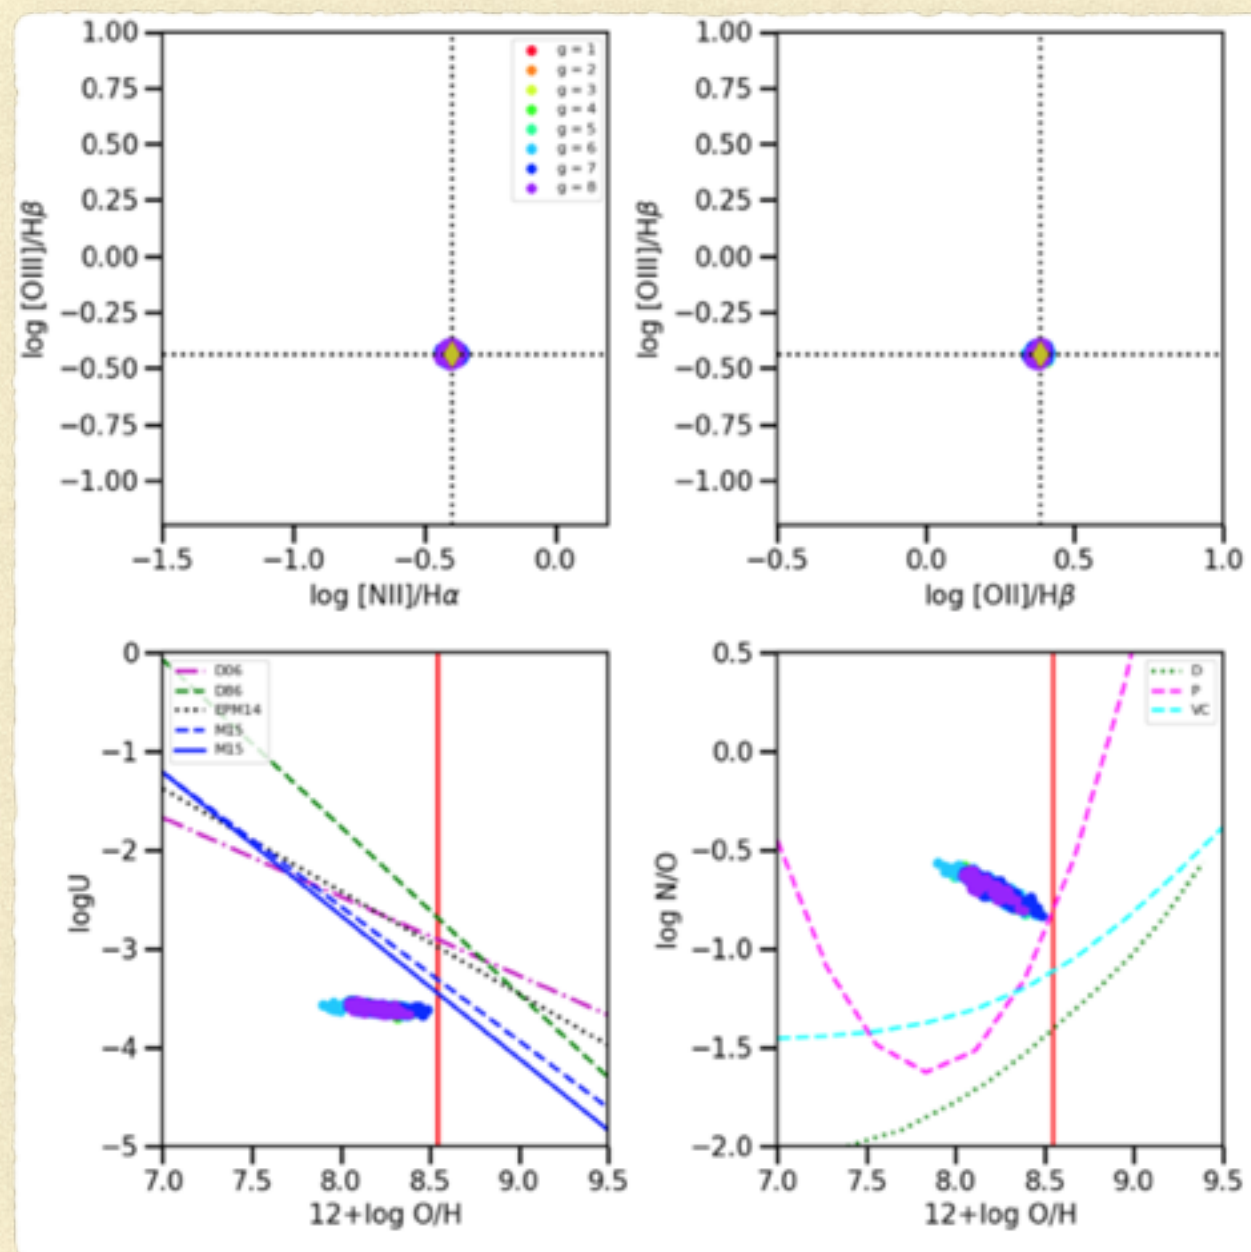 1.00
0.75
0.50
0.25
0.00
−0.25
−0.50
−0.75
−1.00
log [OIII]/Hβ
−1.5 −1.0 −0.5 0.0
log [NII]/Hα
g = 1
g = 2
g = 3
g = 4
g = 5
g = 6
g = 7
g = 8
1.00
0.75
0.50
0.25
0.00
−0.25
−0.50
−0.75
−1.00
log [OIII]/Hβ
−0.5 0.0 0.5 1.0
log [OII]/Hβ
0
−1
−2
−3
−4
−5
logU
D06
D86
EPM14
M15
M15
7.0 7.5 8.0 8.5 9.0 9.5
12+log O/H
0.5
0.0
−0.5
−1.0
−1.5
−2.0
log N/O
D
P
VC
7.0 7.5 8.0 8.5 9.0 9.5
12+log O/H